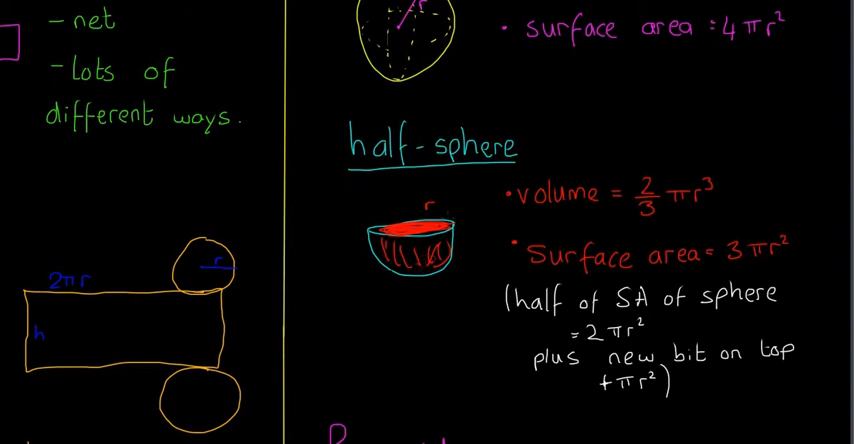 - net
- lots of
different ways.
2πr
r
h
r
• surface area = 4πr²
half-sphere
r
• volume = 2/3 πr³
• surface area = 3πr²
(half of SA of sphere
= 2πr²
plus new bit on top
+πr²)